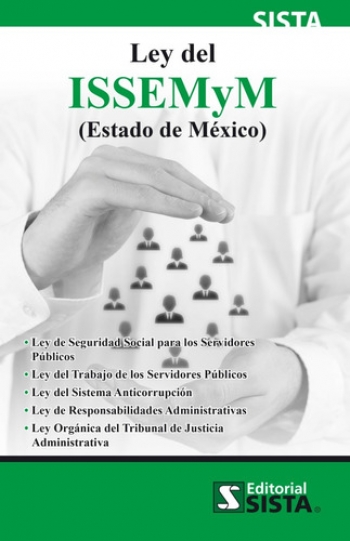 SISTA
Ley del
ISSEMyM
(Estado de México)
• Ley de Seguridad Social para los Servidores
Públicos
• Ley del Trabajo de los Servidores Públicos
• Ley del Sistema Anticorrupción
• Ley de Responsabilidades Administrativas
• Ley Orgánica del Tribunal de Justicia
Administrativa
S Editorial
SISTA®